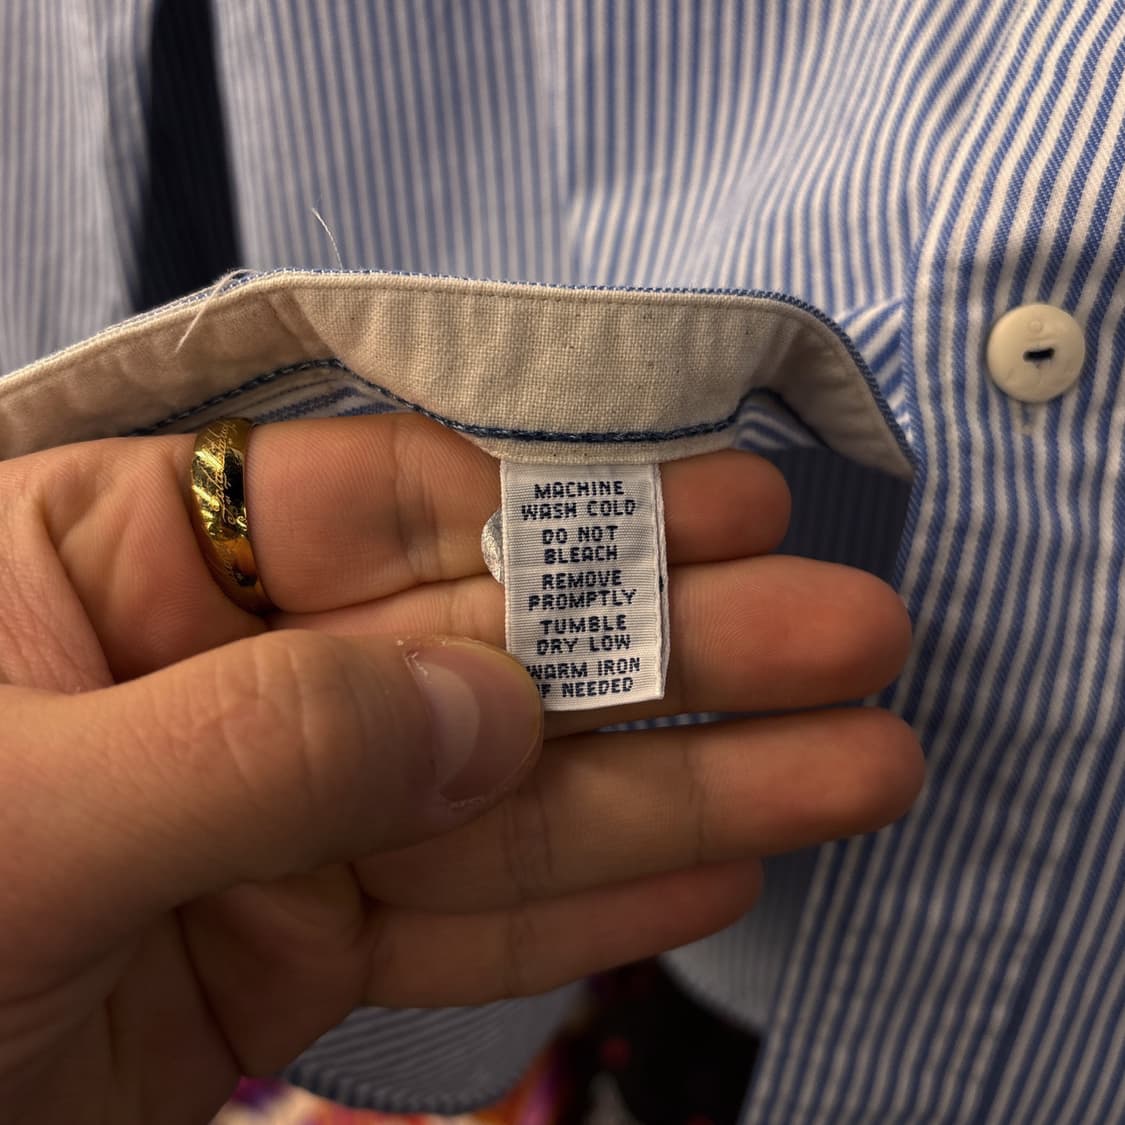 MACHINE
WASH COLD
DO NOT
BLEACH
REMOVE
PROMPTLY
TUMBLE
DRY LOW
WARM IRON
IF NEEDED